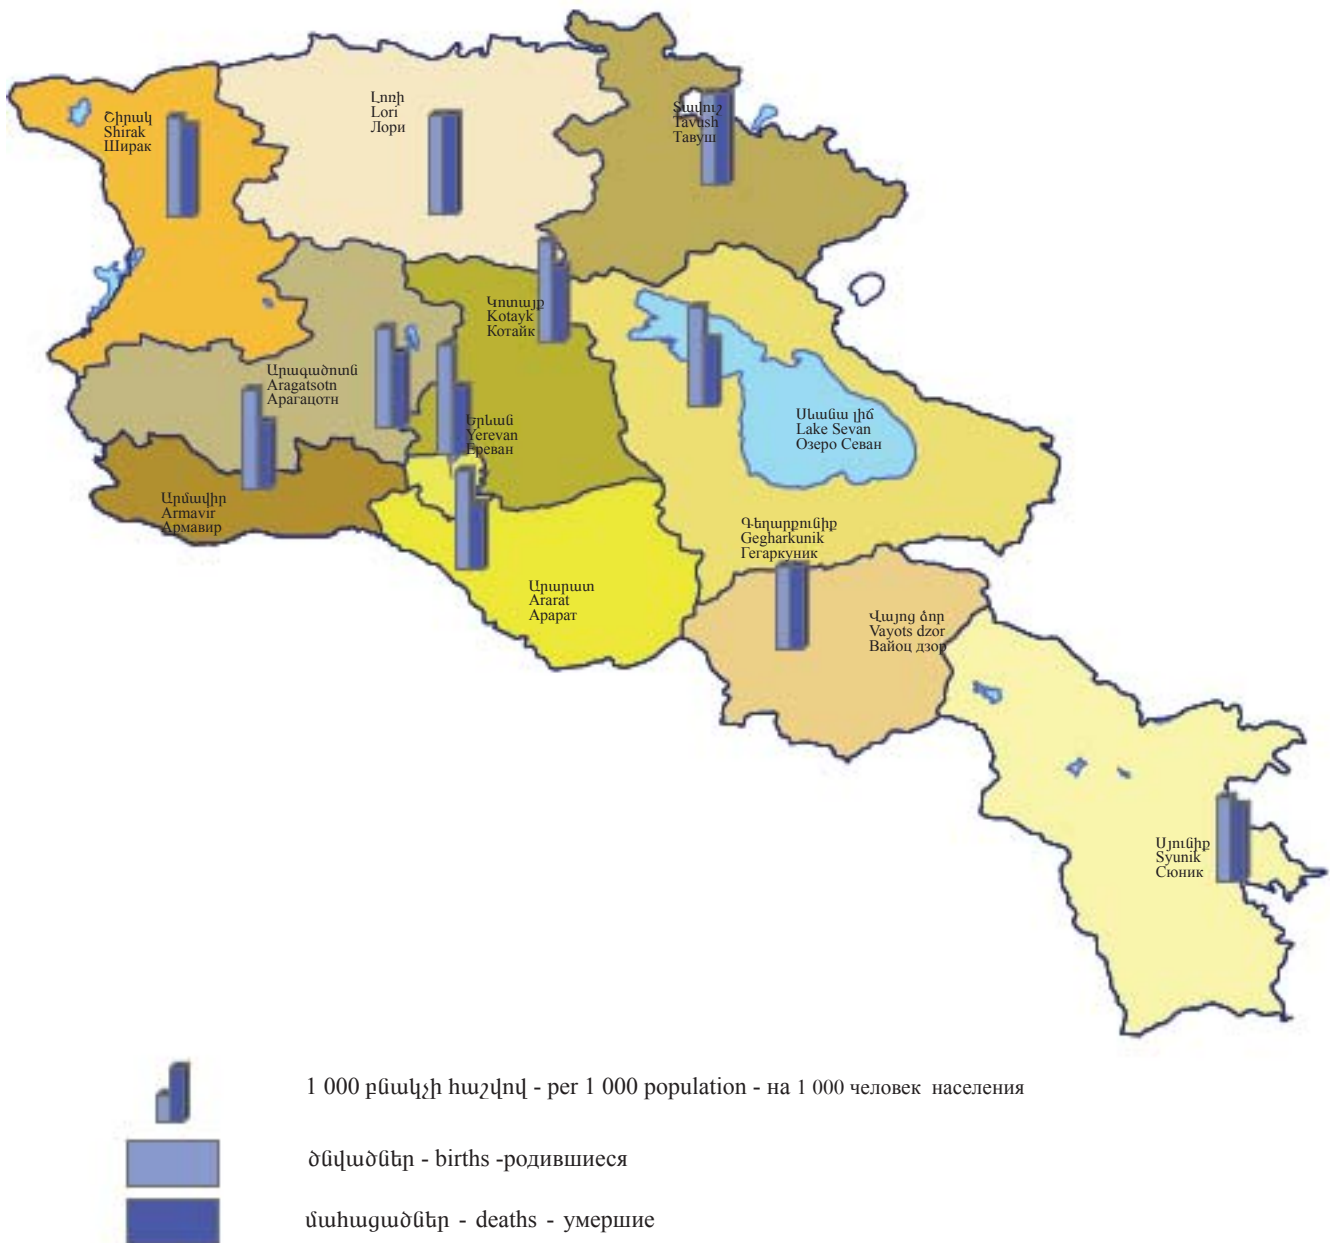 Շիրակ
Shirak
Ширак
Լոռի
Lori
Лори
Տավուշ
Tavush
Тавуш
Կոտայք
Kotayk
Котайк
Արագածոտն
Aragatsotn
Арагацотн
Երևան
Yerevan
Ереван
Սևանա լիճ
Lake Sevan
Озеро Севан
Արմավիր
Armavir
Армавир
Գեղարքունիք
Gegharkunik
Гегаркуник
Արարատ
Ararat
Арарат
Վայոց ձոր
Vayots dzor
Вайоц дзор
Սյունիք
Syunik
Сюник
1 000 բնակչի հաշվով - per 1 000 population - на 1 000 человек населения
ծնվածներ - births -родившиеся
մահացածներ - deaths - умершие